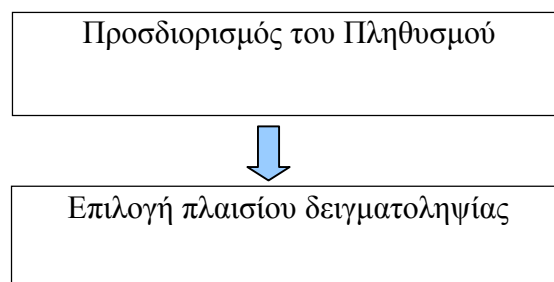 Προσδιορισμός του Πληθυσμού
Επιλογή πλαισίου δειγματοληψίας